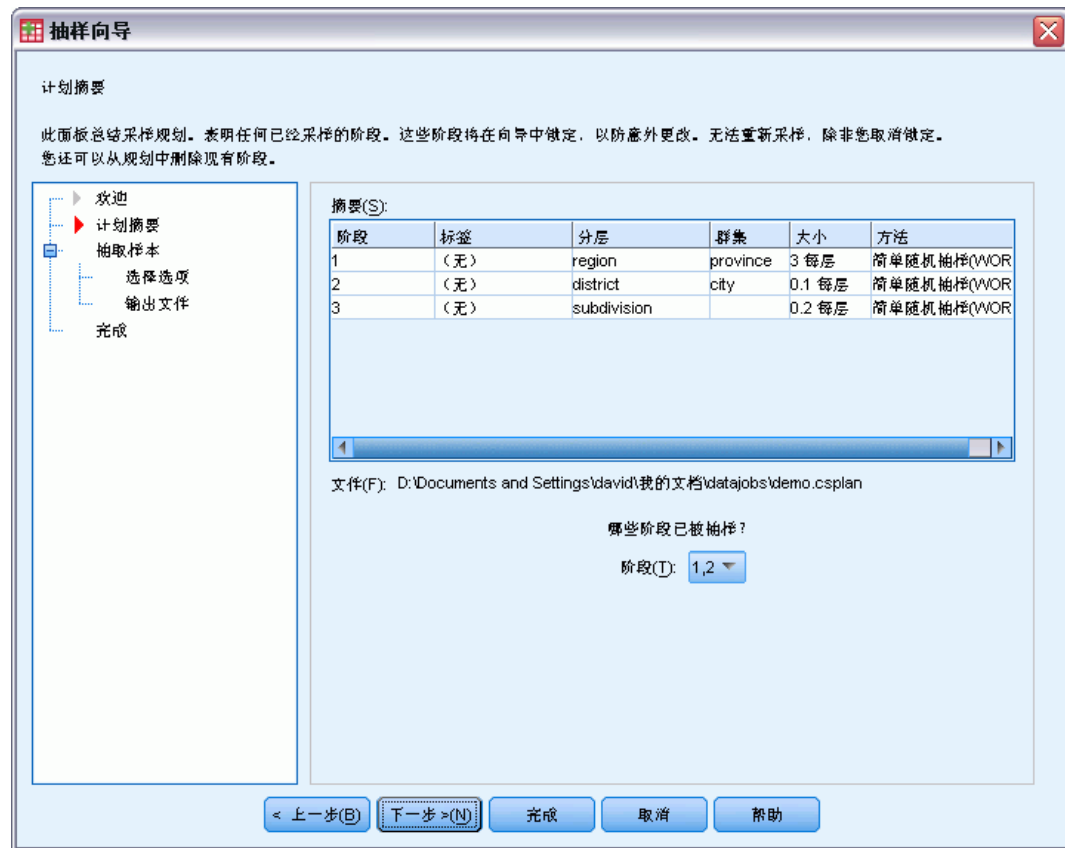 抽样向导
计划摘要
此面板总结采样规划。表明任何已经采样的阶段。这些阶段将在向导中锁定，以防意外更改。无法重新采样，除非您取消锁定。
您还可以从规划中删除现有阶段。
欢迎
计划摘要
抽取样本
选择选项
输出文件
完成
摘要(S):
阶段 标签 分层 群集 大小 方法
1 （无） region province 3 每层 简单随机抽样(WOR
2 （无） district city 0.1 每层 简单随机抽样(WOR
3 （无） subdivision 0.2 每层 简单随机抽样(WOR
文件(F): D:\Documents and Settings\david\我的文档\datajobs\demo.csplan
哪些阶段已被抽样?
阶段(T): 1,2
< 上一步(B) 下一步 >(N) 完成 取消 帮助